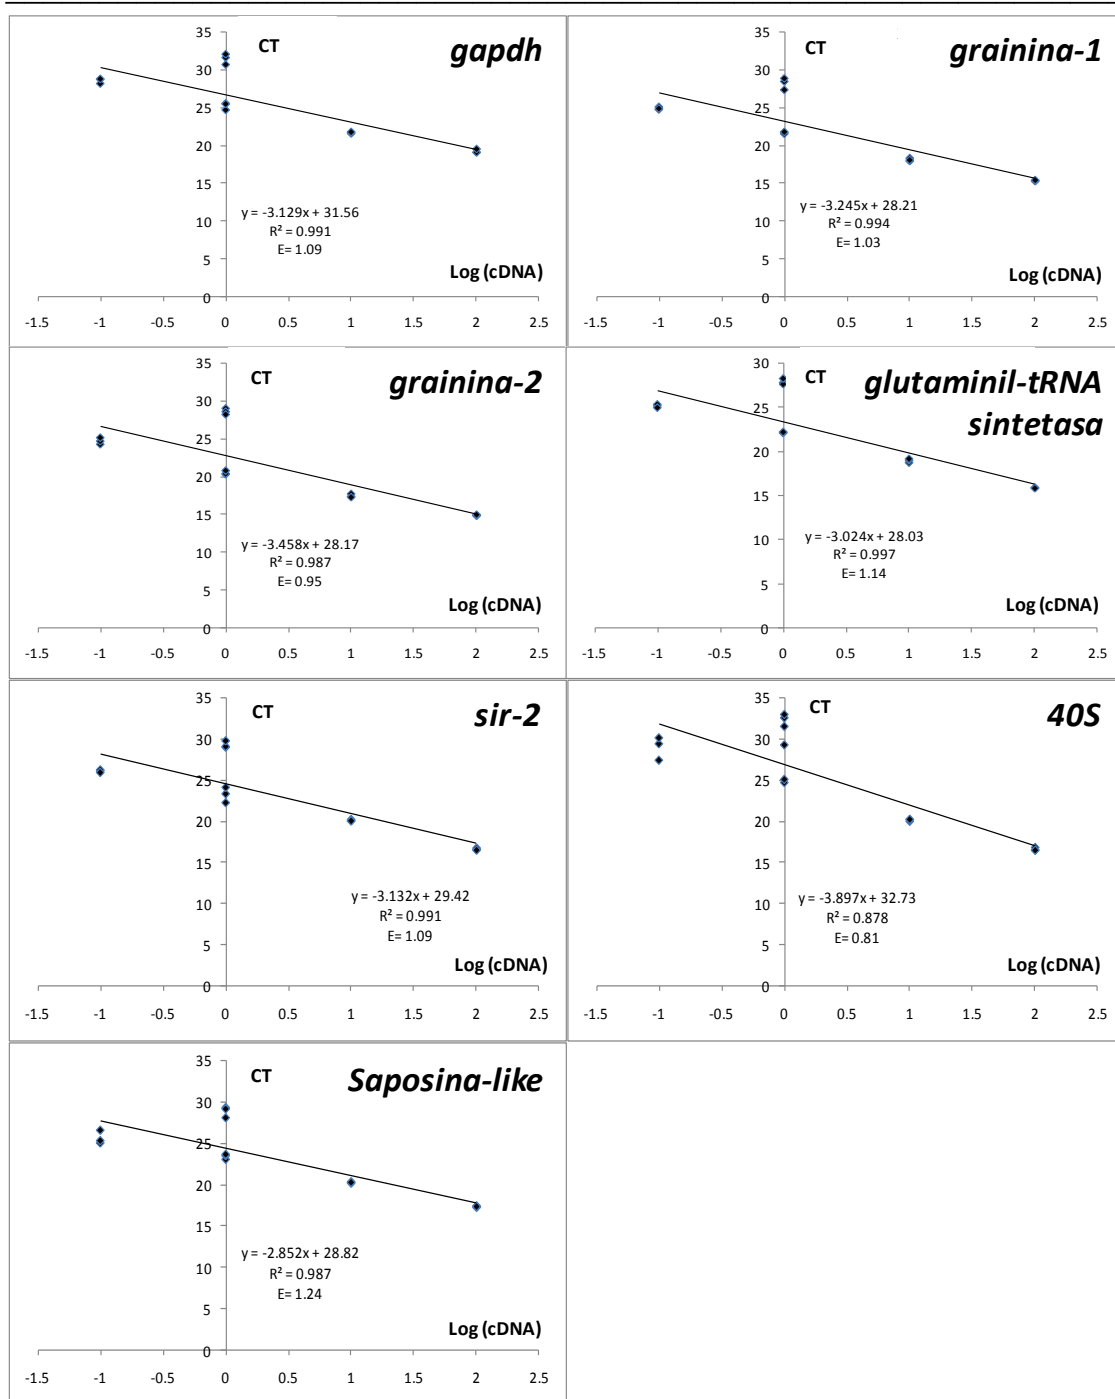 CT
gapdh
35
30
25
20
15
10
5
0
y = -3.129x + 31.56
R² = 0.991
E= 1.09
Log (cDNA)
-1.5 -1 -0.5 0 0.5 1 1.5 2 2.5
CT
grainina-1
35
30
25
20
15
10
5
0
y = -3.245x + 28.21
R² = 0.994
E= 1.03
Log (cDNA)
-1.5 -1 -0.5 0 0.5 1 1.5 2 2.5
CT
grainina-2
35
30
25
20
15
10
5
0
y = -3.458x + 28.17
R² = 0.987
E= 0.95
Log (cDNA)
-1.5 -1 -0.5 0 0.5 1 1.5 2 2.5
CT
glutaminil-tRNA
sintetasa
30
25
20
15
10
5
0
y = -3.024x + 28.03
R² = 0.997
E= 1.14
Log (cDNA)
-1.5 -1 -0.5 0 0.5 1 1.5 2 2.5
CT
sir-2
35
30
25
20
15
10
5
0
y = -3.132x + 29.42
R² = 0.991
E= 1.09
Log (cDNA)
-1.5 -1 -0.5 0 0.5 1 1.5 2 2.5
CT
40S
35
30
25
20
15
10
5
0
y = -3.897x + 32.73
R² = 0.878
E= 0.81
Log (cDNA)
-1.5 -1 -0.5 0 0.5 1 1.5 2 2.5
CT
Saposina-like
35
30
25
20
15
10
5
0
y = -2.852x + 28.82
R² = 0.987
E= 1.24
Log (cDNA)
-1.5 -1 -0.5 0 0.5 1 1.5 2 2.5